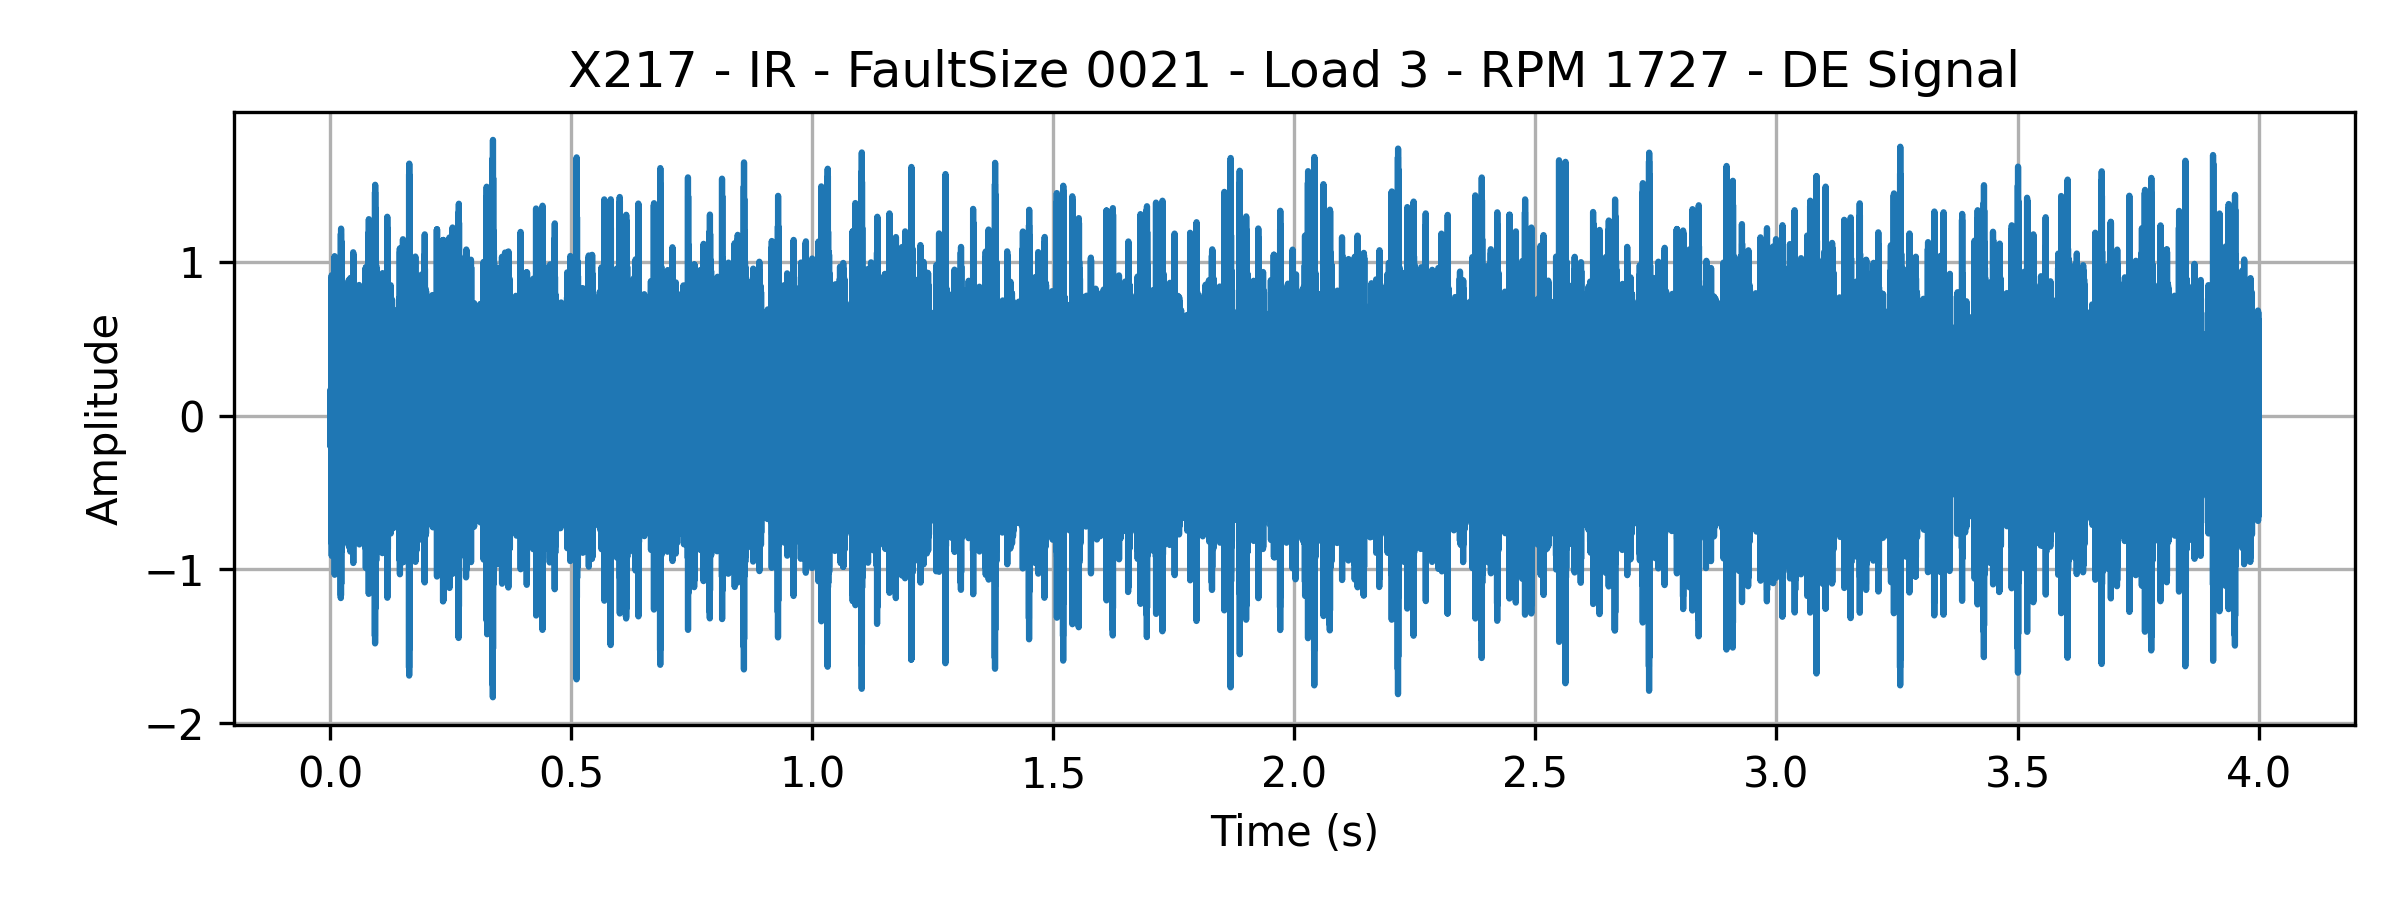 X217 - IR - FaultSize 0021 - Load 3 - RPM 1727 - DE Signal
Amplitude
1
0
−1
−2
0.0 0.5 1.0 1.5 2.0 2.5 3.0 3.5 4.0
Time (s)